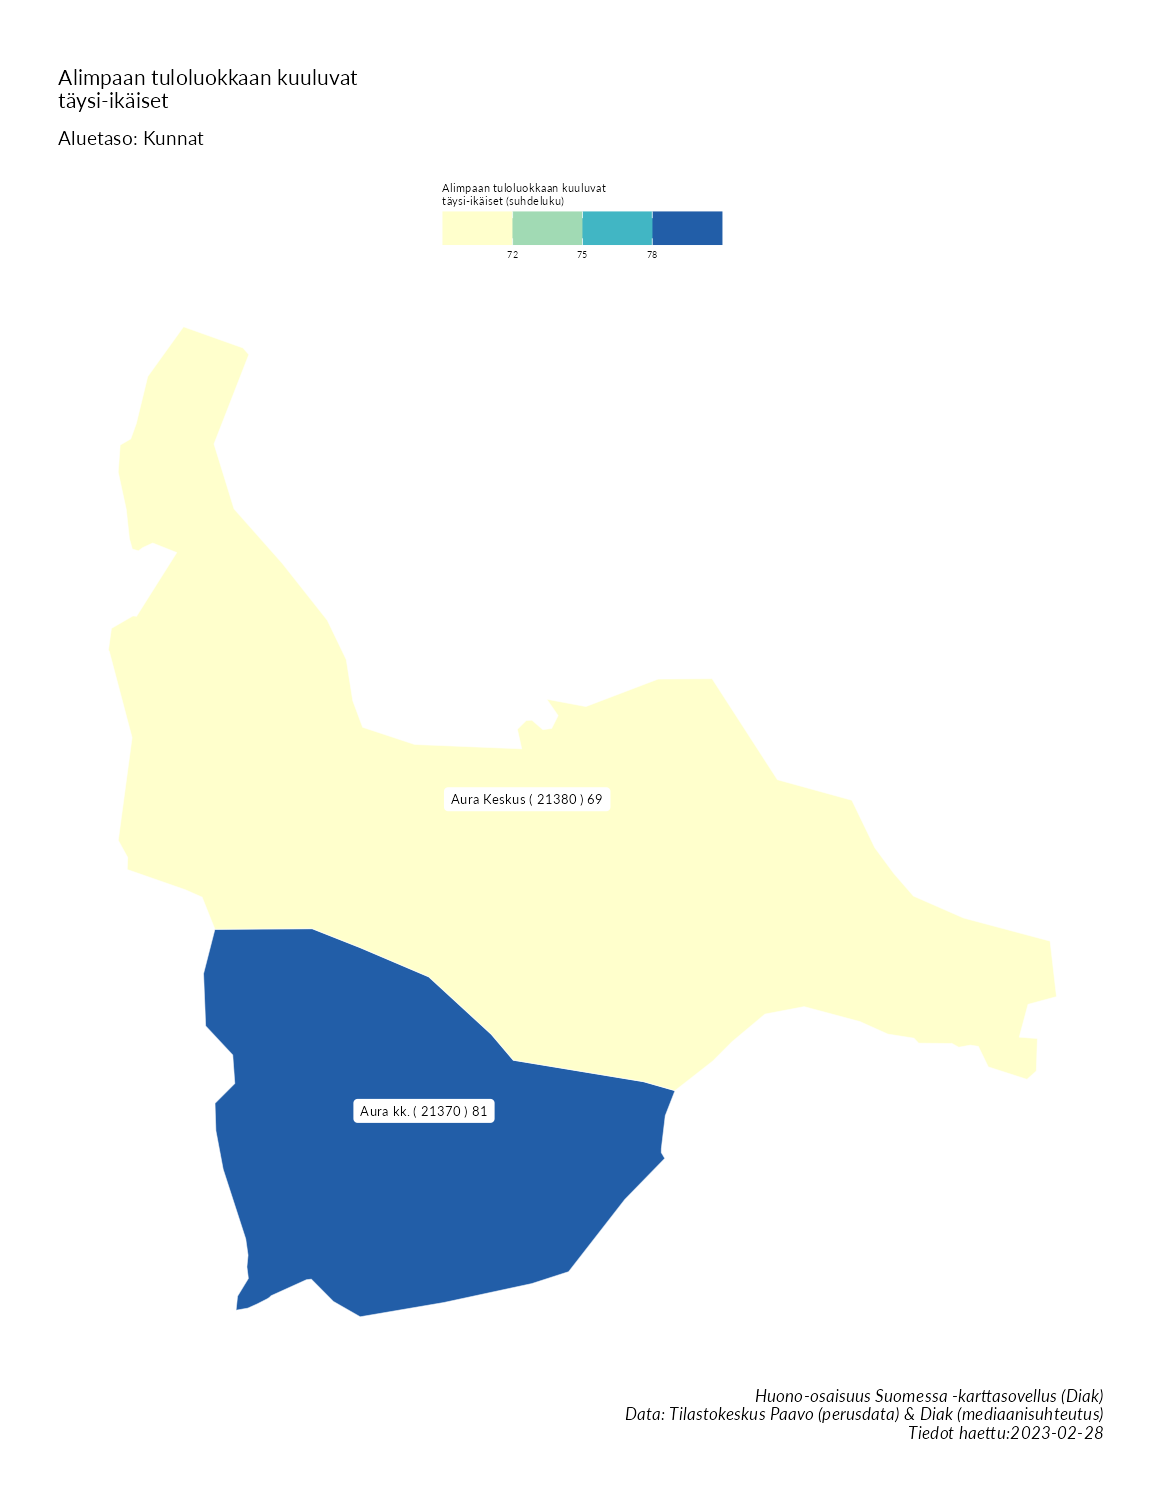 Alimpaan tuloluokkaan kuuluvat
täysi-ikäiset
Aluetaso: Kunnat
Alimpaan tuloluokkaan kuuluvat
täysi-ikäiset (suhdeluku)
72 75 78
Aura Keskus ( 21380 ) 69
Aura kk. ( 21370 ) 81
Huono-osaisuus Suomessa -karttasovellus (Diak)
Data: Tilastokeskus Paavo (perusdata) & Diak (mediaanisuhteutus)
Tiedot haettu:2023-02-28